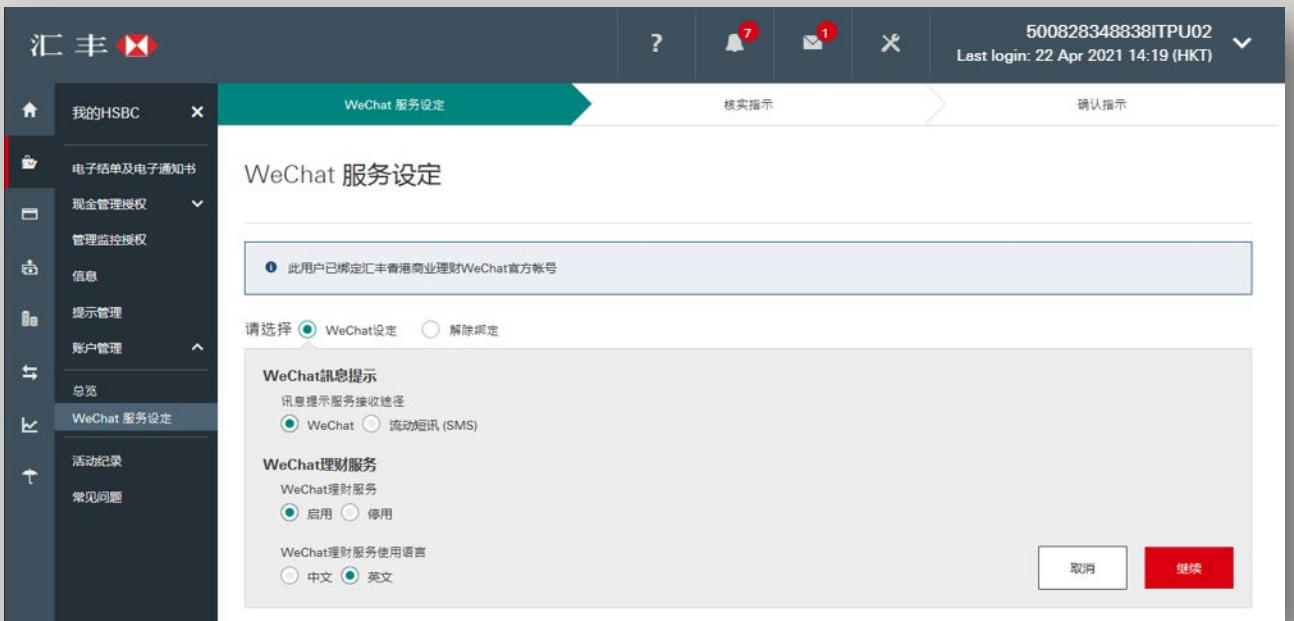 汇丰
?
7
1
500828348838ITPU02
Last login: 22 Apr 2021 14:19 (HKT)
我的HSBC
WeChat 服务设定
核实指示
确认指示
电子结单及电子通知书
现金管理授权
管理监控授权
信息
提示管理
账户管理
总览
WeChat 服务设定
活动纪录
常见问题
WeChat 服务设定
此用户已绑定汇丰香港商业理财WeChat官方帐号
请选择 WeChat设定 解除绑定
WeChat訊息提示
讯息提示服务接收途径
WeChat 流动短讯 (SMS)
WeChat理财服务
WeChat理财服务
启用 停用
WeChat理财服务使用语言
中文 英文
取消
继续